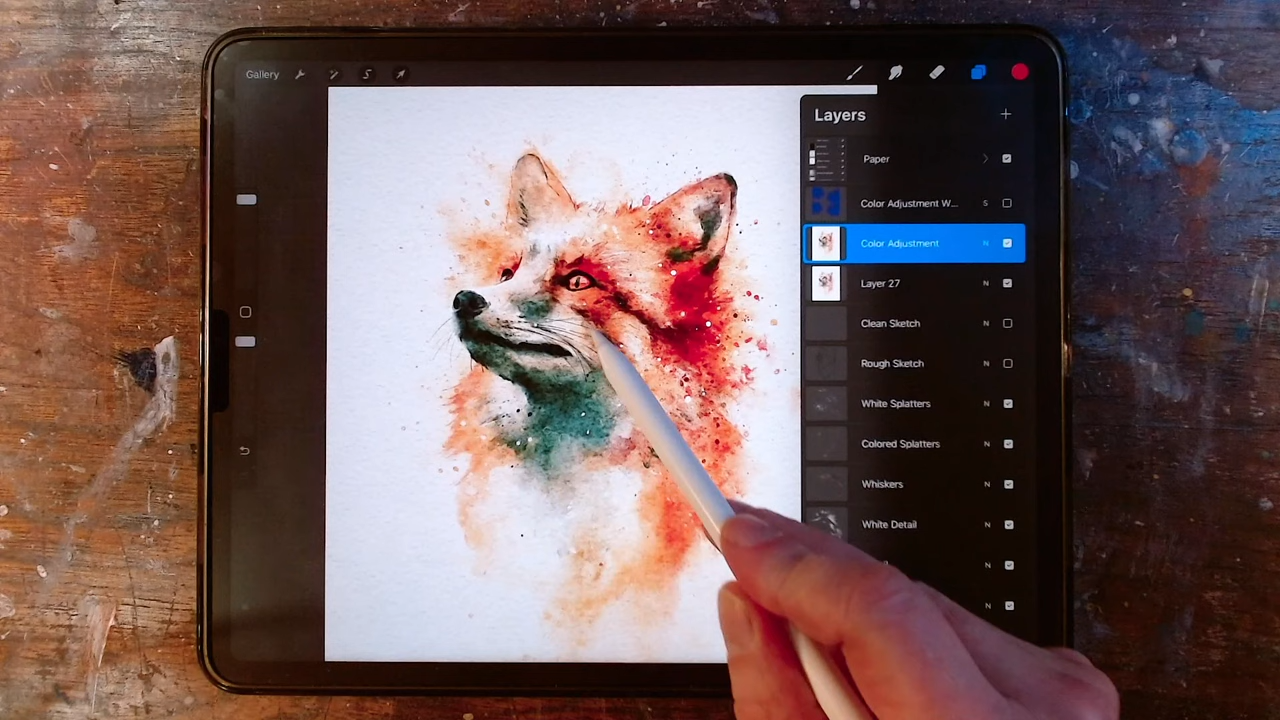 Gallery
Layers
Paper
Color Adjustment W... S
Color Adjustment N
Layer 27 N
Clean Sketch N
Rough Sketch N
White Splatters N
Colored Splatters N
Whiskers N
White Detail N
N
N